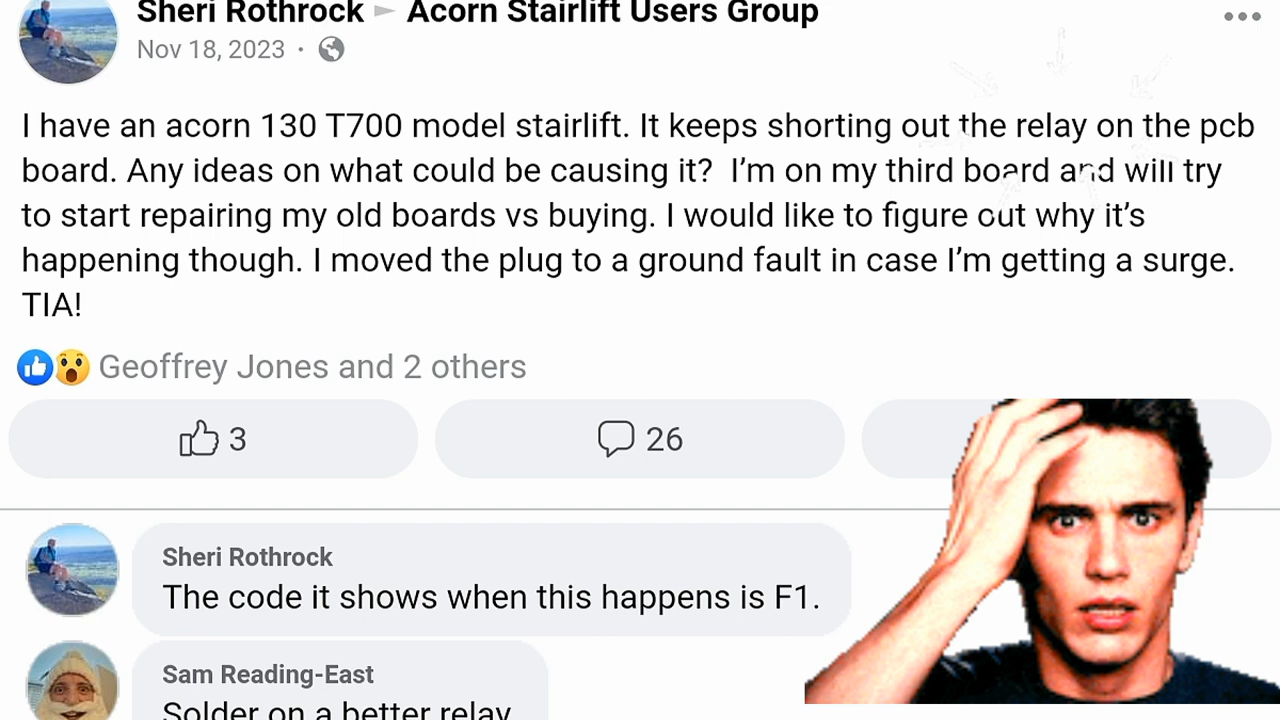 Sheri Rothrock ► Acorn Stairlift Users Group
Nov 18, 2023 ·
I have an acorn 130 T700 model stairlift. It keeps shorting out the relay on the pcb
board. Any ideas on what could be causing it?  I’m on my third board and will try
to start repairing my old boards vs buying. I would like to figure out why it’s
happening though. I moved the plug to a ground fault in case I’m getting a surge.
TIA!
Geoffrey Jones and 2 others
3
26
Sheri Rothrock
The code it shows when this happens is F1.
Sam Reading-East
Solder on a better relay